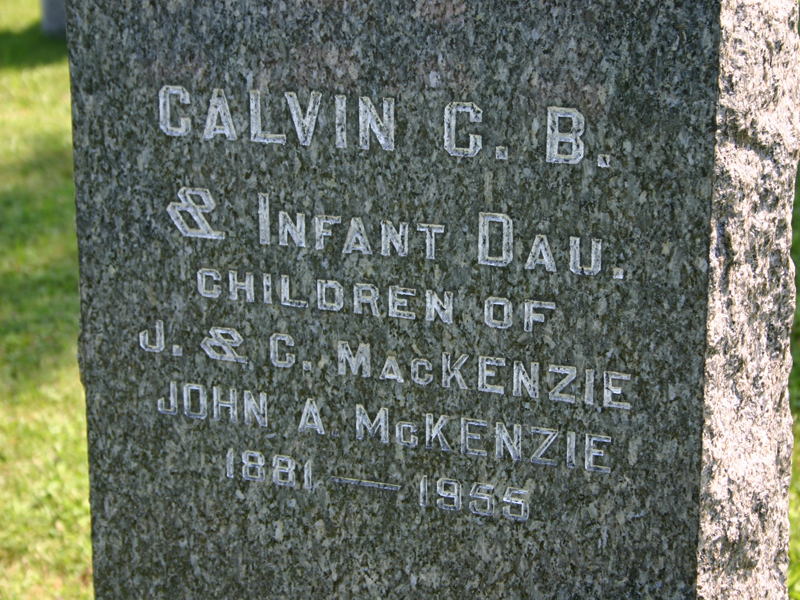 CALVIN C. B.
& INFANT DAU.
CHILDREN OF
J. & C. MACKENZIE
JOHN A. MCKENZIE
1881 — 1955